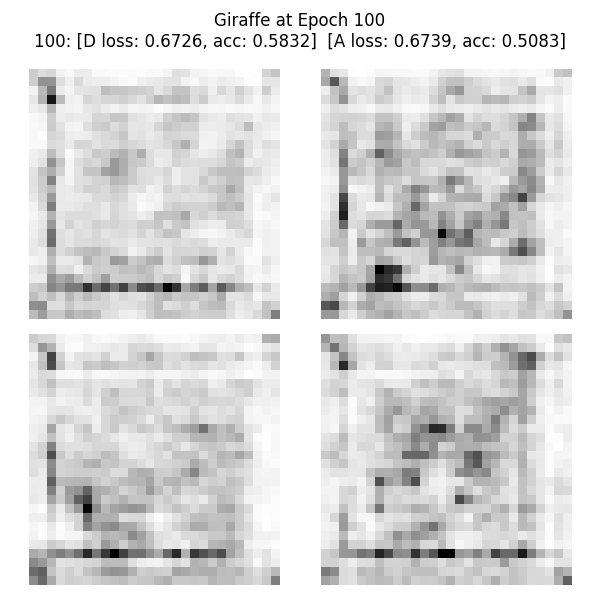 Giraffe at Epoch 100
100: [D loss: 0.6726, acc: 0.5832]  [A loss: 0.6739, acc: 0.5083]